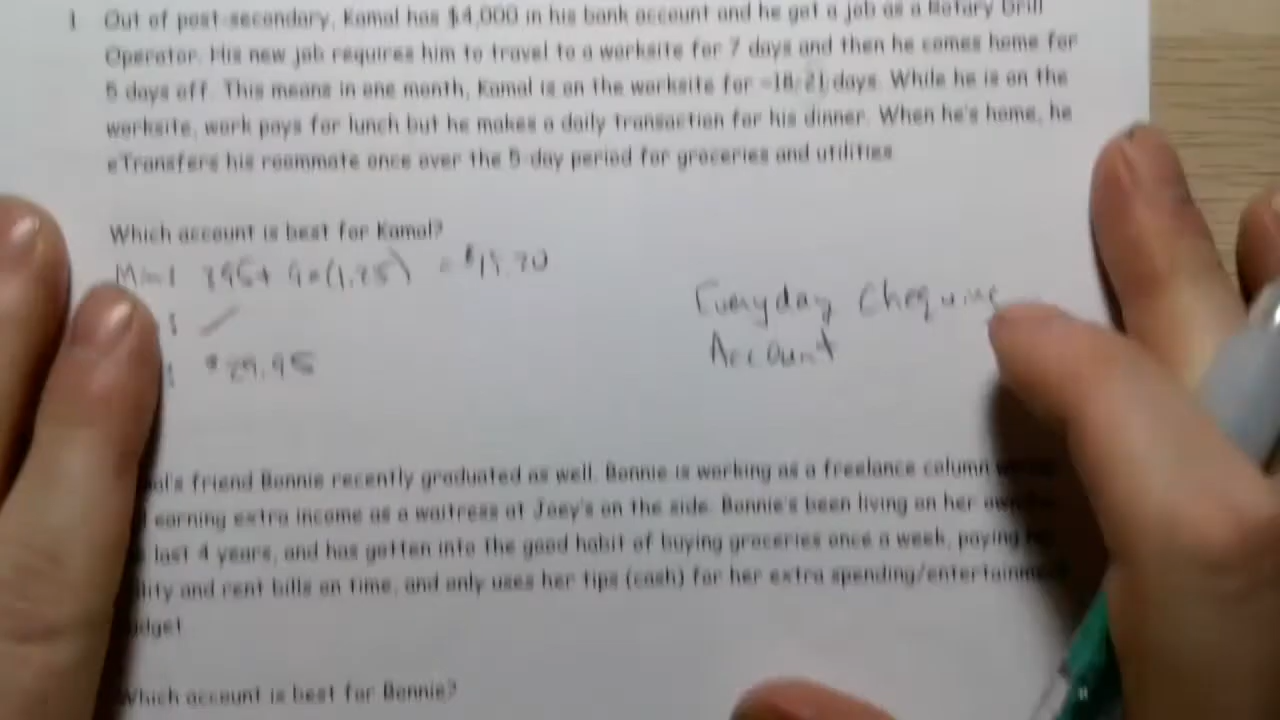 1 Out of post-secondary, Kamal has $4,000 in his bank account and he got a job as a Rotary Drill
Operator. His new job requires him to travel to a worksite for 7 days and then he comes home for
5 days off. This means in one month, Kamal is on the worksite for ~18-21 days. While he is on the
worksite, work pays for lunch but he makes a daily transaction for his dinner. When he's home, he
eTransfers his roommate once over the 5-day period for groceries and utilities.
Which account is best for Kamal?
= $11.70
Everyday Chequing
Account
$29.95
friend Bonnie recently graduated as well. Bonnie is working as a freelance column
earning extra income as a waitress at Joey's on the side. Bonnie's been living on her
last 4 years, and has gotten into the good habit of buying groceries once a week, paying
and rent bills on time, and only uses her tips (cash) for her extra spending/
Which account is best for Bonnie?